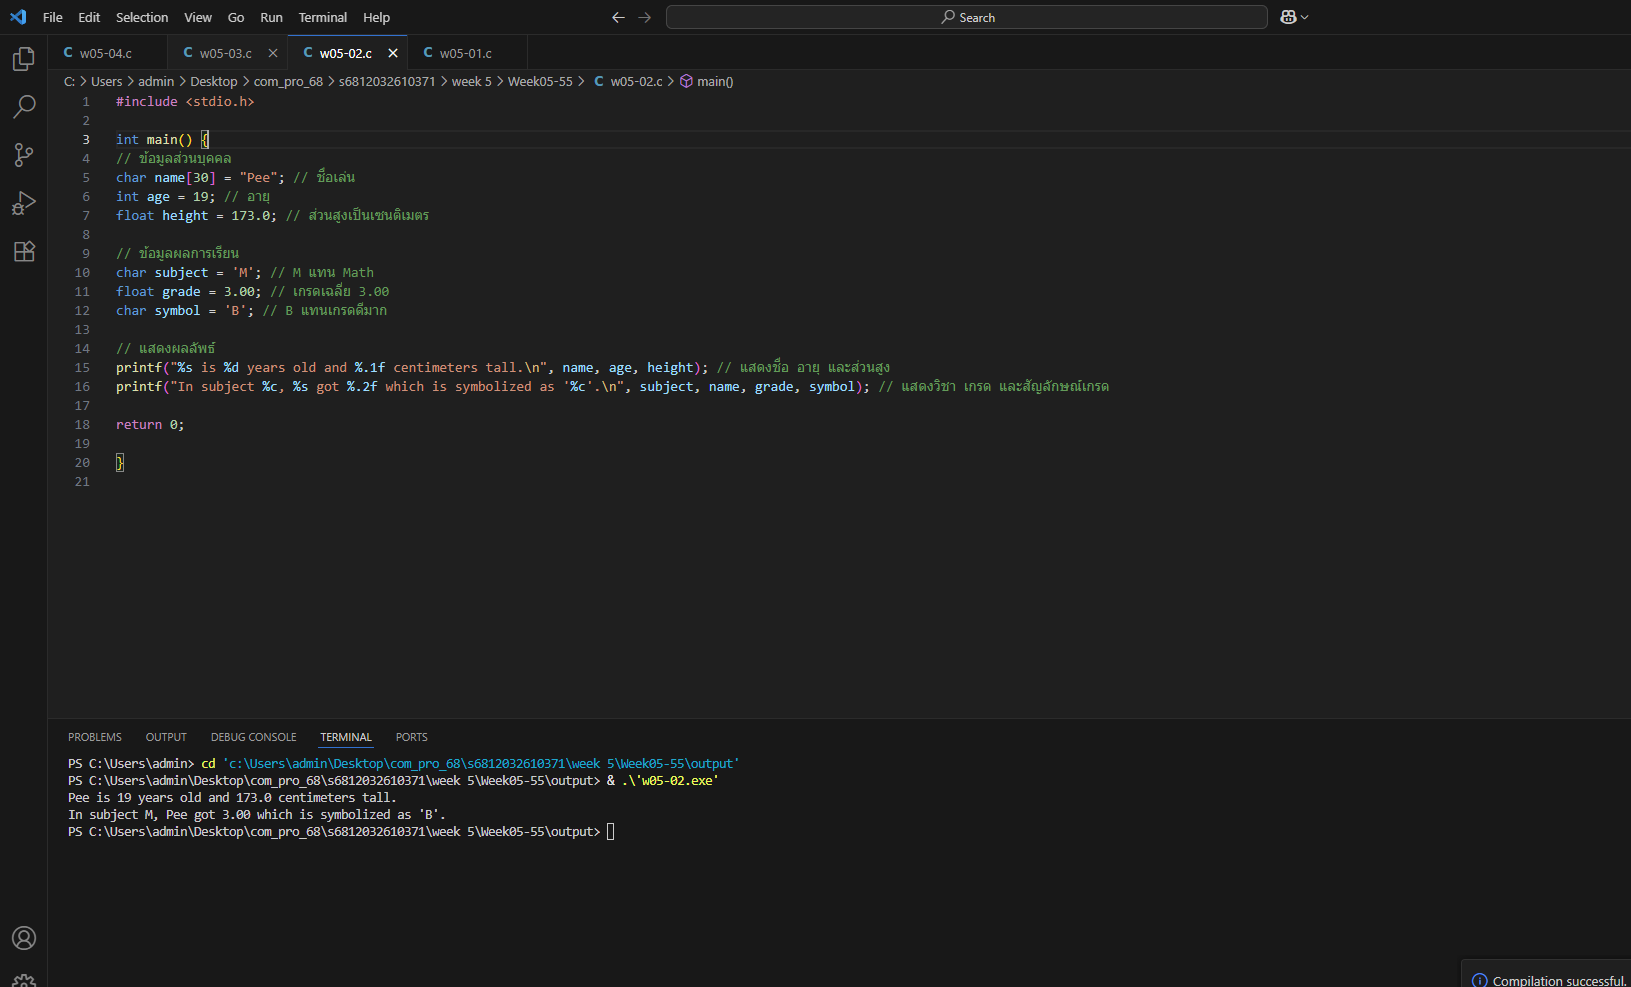 File Edit Selection View Go Run Terminal Help Search
C w05-04.c C w05-03.c C w05-02.c C w05-01.c
C: > Users > admin > Desktop > com_pro_68 > s6812032610371 > week 5 > Week05-55 > C w05-02.c > main()
1 #include <stdio.h>
2
3 int main() {
4 // ข้อมูลส่วนบุคคล
5 char name[30] = "Pee"; // ชื่อเล่น
6 int age = 19; // อายุ
7 float height = 173.0; // ส่วนสูงเป็นเซนติเมตร
8
9 // ข้อมูลผลการเรียน
10 char subject = 'M'; // M แทน Math
11 float grade = 3.00; // เกรดเฉลี่ย 3.00
12 char symbol = 'B'; // B แทนเกรดดีมาก
13
14 // แสดงผลลัพธ์
15 printf("%s is %d years old and %.1f centimeters tall.\n", name, age, height); // แสดงชื่อ อายุ และส่วนสูง
16 printf("In subject %c, %s got %.2f which is symbolized as '%c'.\n", subject, name, grade, symbol); // แสดงวิชา เกรด และสัญลักษณ์เกรด
17
18 return 0;
19
20 }
21
PROBLEMS OUTPUT DEBUG CONSOLE TERMINAL PORTS
PS C:\Users\admin> cd 'c:\Users\admin\Desktop\com_pro_68\s6812032610371\week 5\Week05-55\output'
PS C:\Users\admin\Desktop\com_pro_68\s6812032610371\week 5\Week05-55\output> & .\'w05-02.exe'
Pee is 19 years old and 173.0 centimeters tall.
In subject M, Pee got 3.00 which is symbolized as 'B'.
PS C:\Users\admin\Desktop\com_pro_68\s6812032610371\week 5\Week05-55\output>
Compilation successful.